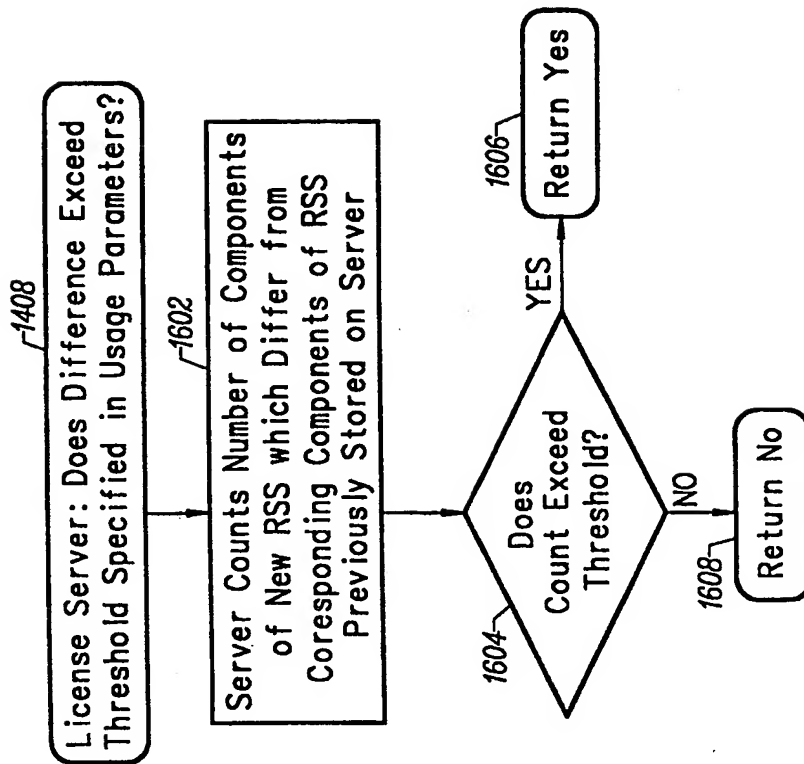 1408
License Server: Does Difference Exceed
Threshold Specified in Usage Parameters?
1602
Server Counts Number of Components
of New RSS which Differ from
Coresponding Components of RSS
Previously Stored on Server
1604
Does
Count Exceed
Threshold?
YES
1606
Return Yes
NO
1608
Return No